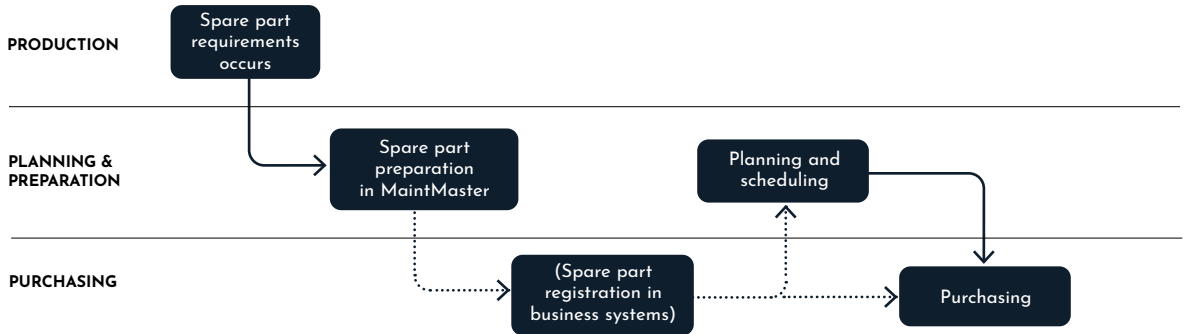 PRODUCTION
Spare part
requirements
occurs
PLANNING &
PREPARATION
Spare part
preparation
in MaintMaster
Planning and
scheduling
PURCHASING
(Spare part
registration in
business systems)
Purchasing